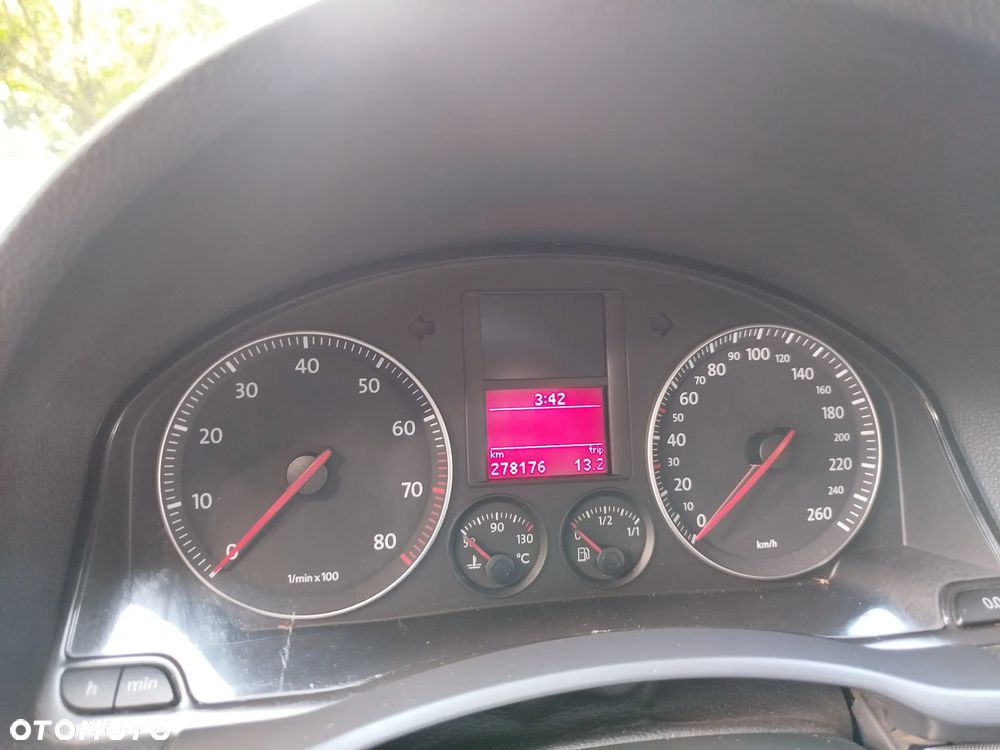 0 10 20 30 40 50 60 70 80
1/min x 100
3:42
km trip
278176 13.2
50 90 130
°C
0 1/2 1/1
0 10 20 30 40 50 60 70 80 90 100 120 140 160 180 200 220 240 260
km/h
h min
OTOMOTO